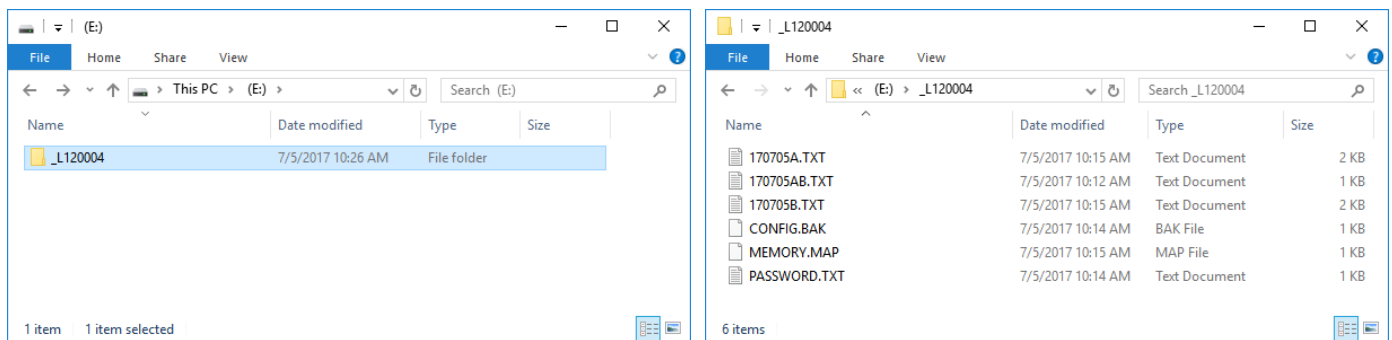 (E:)
File Home Share View
This PC > (E:) >
Search (E:)
Name Date modified Type Size
_L120004 7/5/2017 10:26 AM File folder
1 item 1 item selected
_L120004
File Home Share View
« (E:) > _L120004
Search _L120004
Name Date modified Type Size
170705A.TXT 7/5/2017 10:15 AM Text Document 2 KB
170705AB.TXT 7/5/2017 10:12 AM Text Document 1 KB
170705B.TXT 7/5/2017 10:15 AM Text Document 2 KB
CONFIG.BAK 7/5/2017 10:14 AM BAK File 1 KB
MEMORY.MAP 7/5/2017 10:15 AM MAP File 1 KB
PASSWORD.TXT 7/5/2017 10:14 AM Text Document 1 KB
6 items